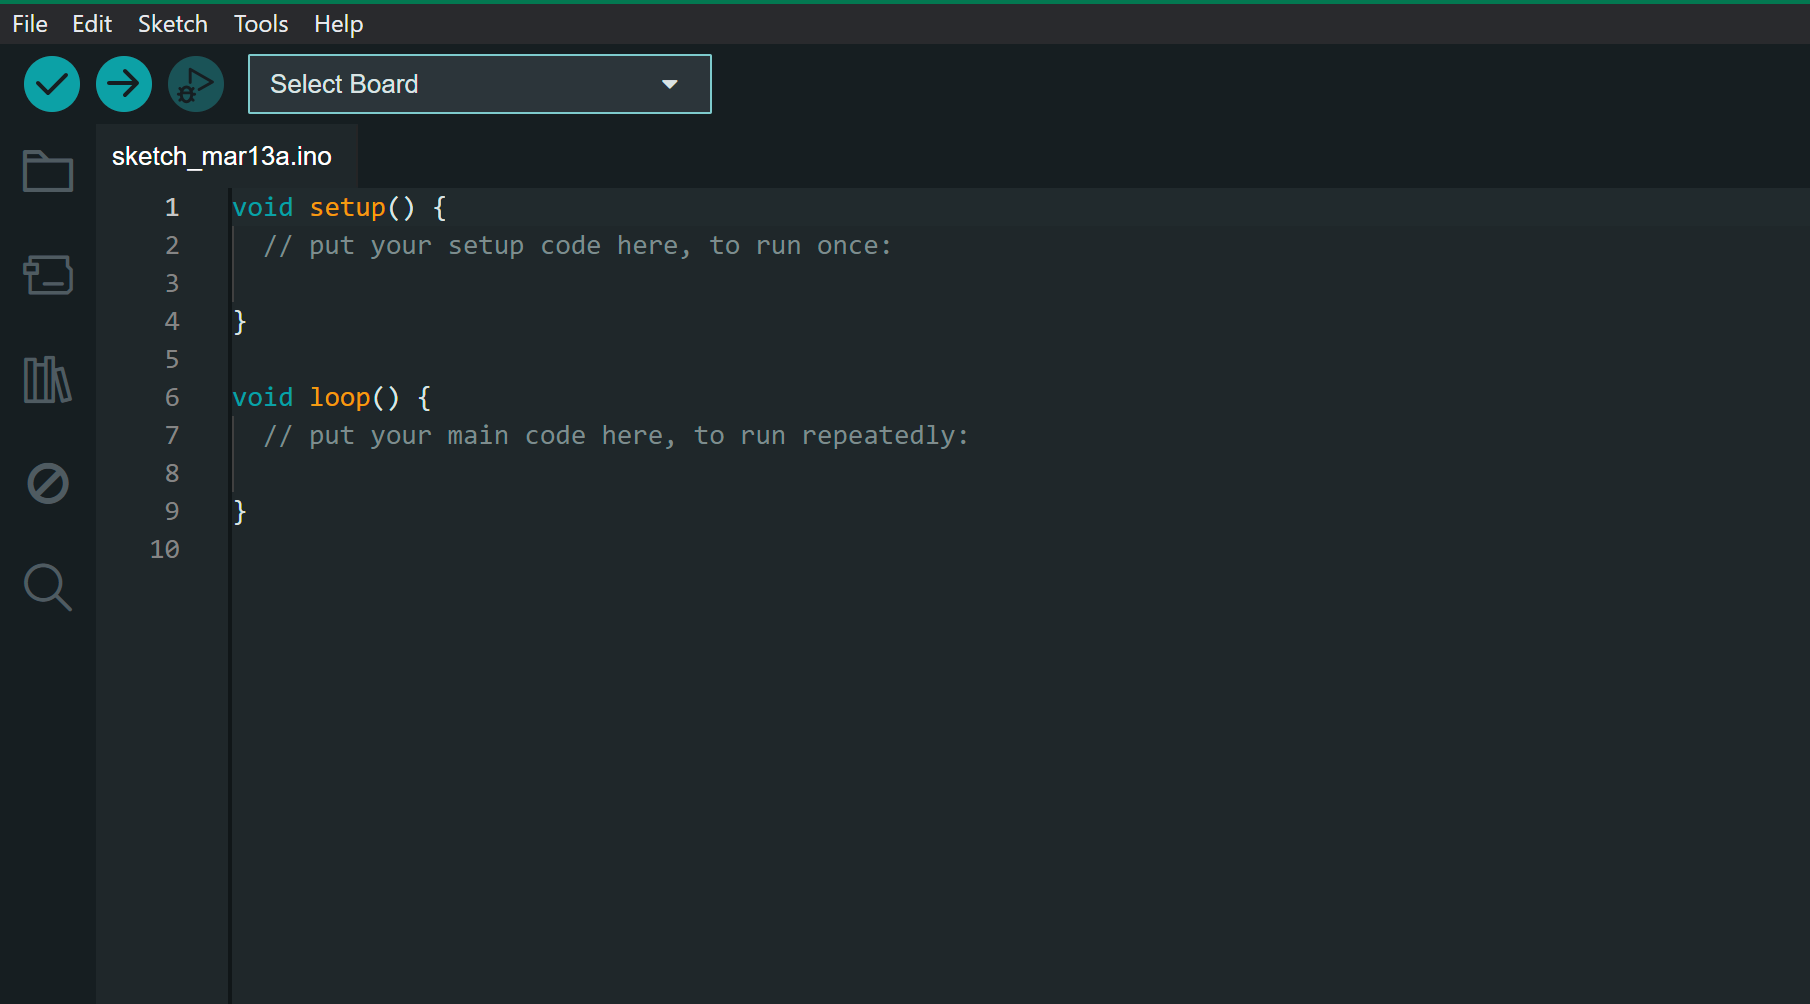 File Edit Sketch Tools Help
Select Board
sketch_mar13a.ino
1 void setup() {
2   // put your setup code here, to run once:
3
4 }
5
6 void loop() {
7   // put your main code here, to run repeatedly:
8
9 }
10